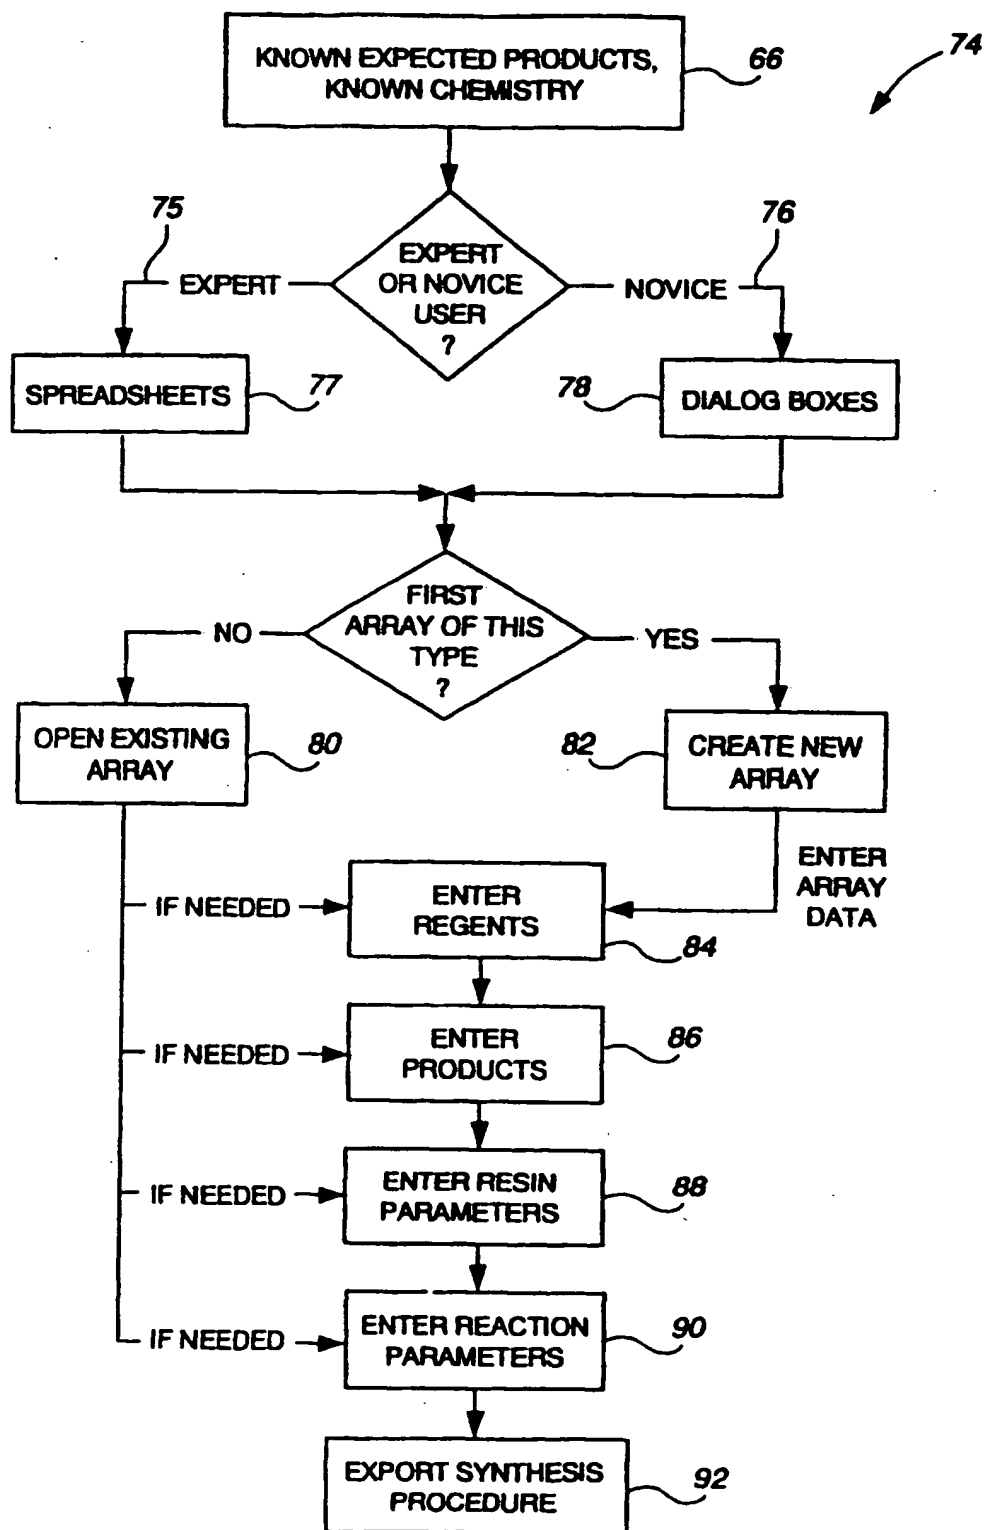 KNOWN EXPECTED PRODUCTS,
KNOWN CHEMISTRY
66
74
75
76
EXPERT
OR NOVICE
USER
?
EXPERT
NOVICE
SPREADSHEETS
77
78
DIALOG BOXES
FIRST
ARRAY OF THIS
TYPE
?
NO
YES
OPEN EXISTING
ARRAY
80
82
CREATE NEW
ARRAY
ENTER
ARRAY
DATA
IF NEEDED
ENTER
REGENTS
84
IF NEEDED
ENTER
PRODUCTS
86
IF NEEDED
ENTER RESIN
PARAMETERS
88
IF NEEDED
ENTER REACTION
PARAMETERS
90
EXPORT SYNTHESIS
PROCEDURE
92